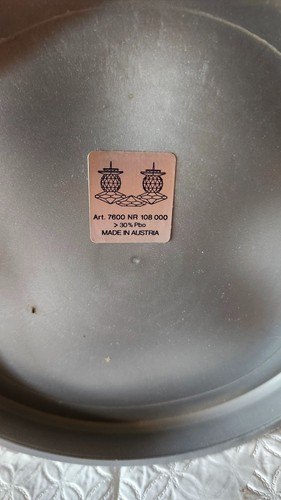 Art. 7600 NR 108 000
> 30% Pbo
MADE IN AUSTRIA